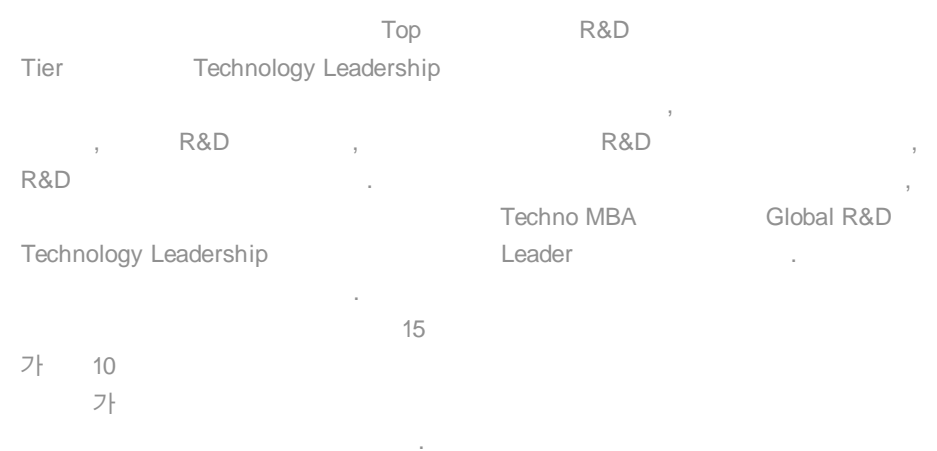 Top R&D
Tier Technology Leadership
,
, R&D , R&D ,
R&D . ,
Techno MBA Global R&D
Technology Leadership Leader .
.
15
가 10
가
.